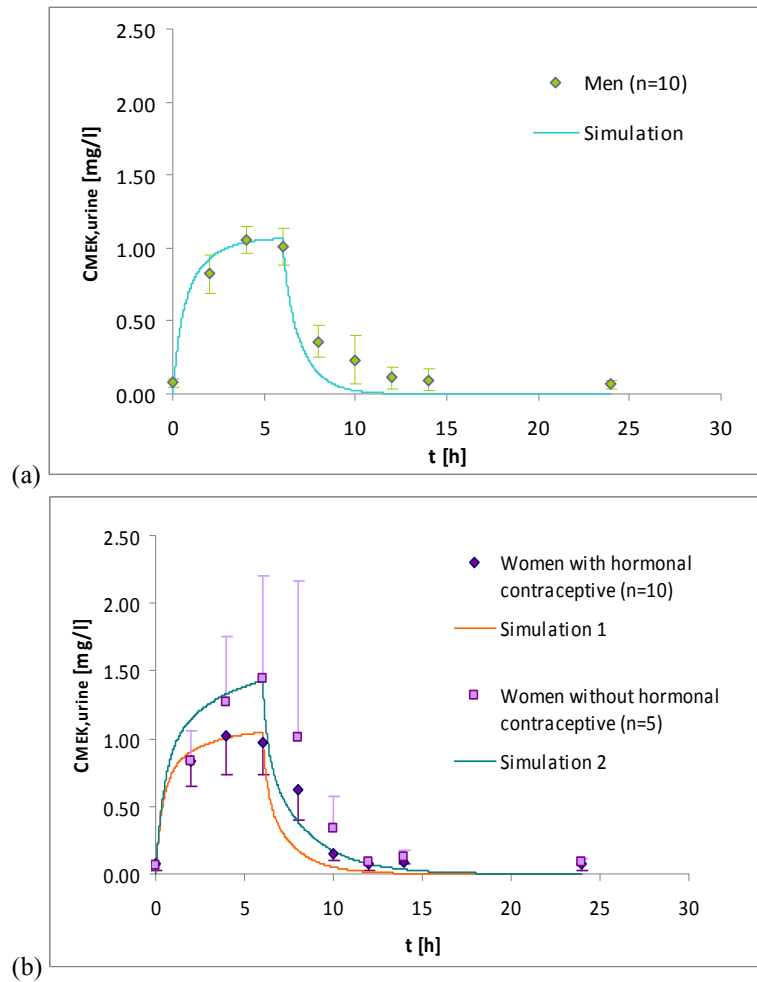 2.50
2.00
1.50
1.00
0.50
0.00
CMEK,urine [mg/l]
Men (n=10)
Simulation
0
5
10
15
20
25
30
t [h]
(a)
2.50
2.00
1.50
1.00
0.50
0.00
CMEK,urine [mg/l]
Women with hormonal
contraceptive (n=10)
Simulation 1
Women without hormonal
contraceptive (n=5)
Simulation 2
0
5
10
15
20
25
30
t [h]
(b)